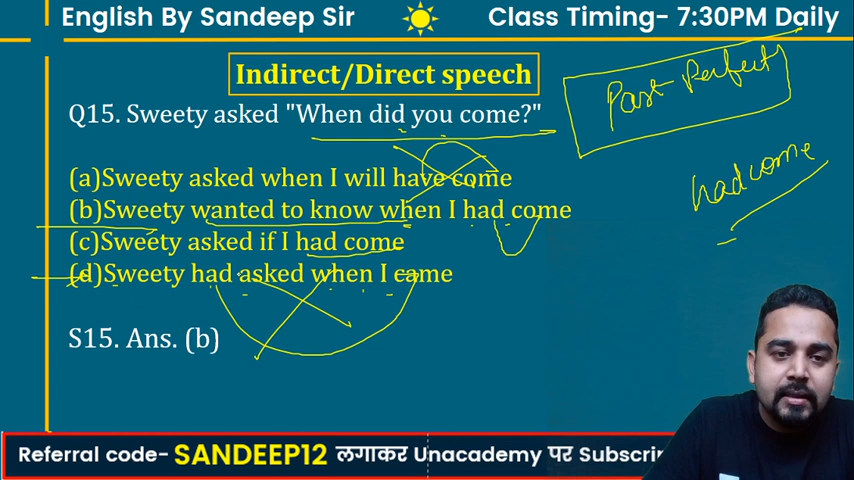 English By Sandeep Sir
Class Timing- 7:30PM Daily
Indirect/Direct speech
Past-Perfect
Q15. Sweety asked "When did you come?"
had come
(a)Sweety asked when I will have come
(b)Sweety wanted to know when I had come
(c)Sweety asked if I had come
(d)Sweety had asked when I came
S15. Ans. (b)
Referral code- SANDEEP12 लगाकर Unacademy पर